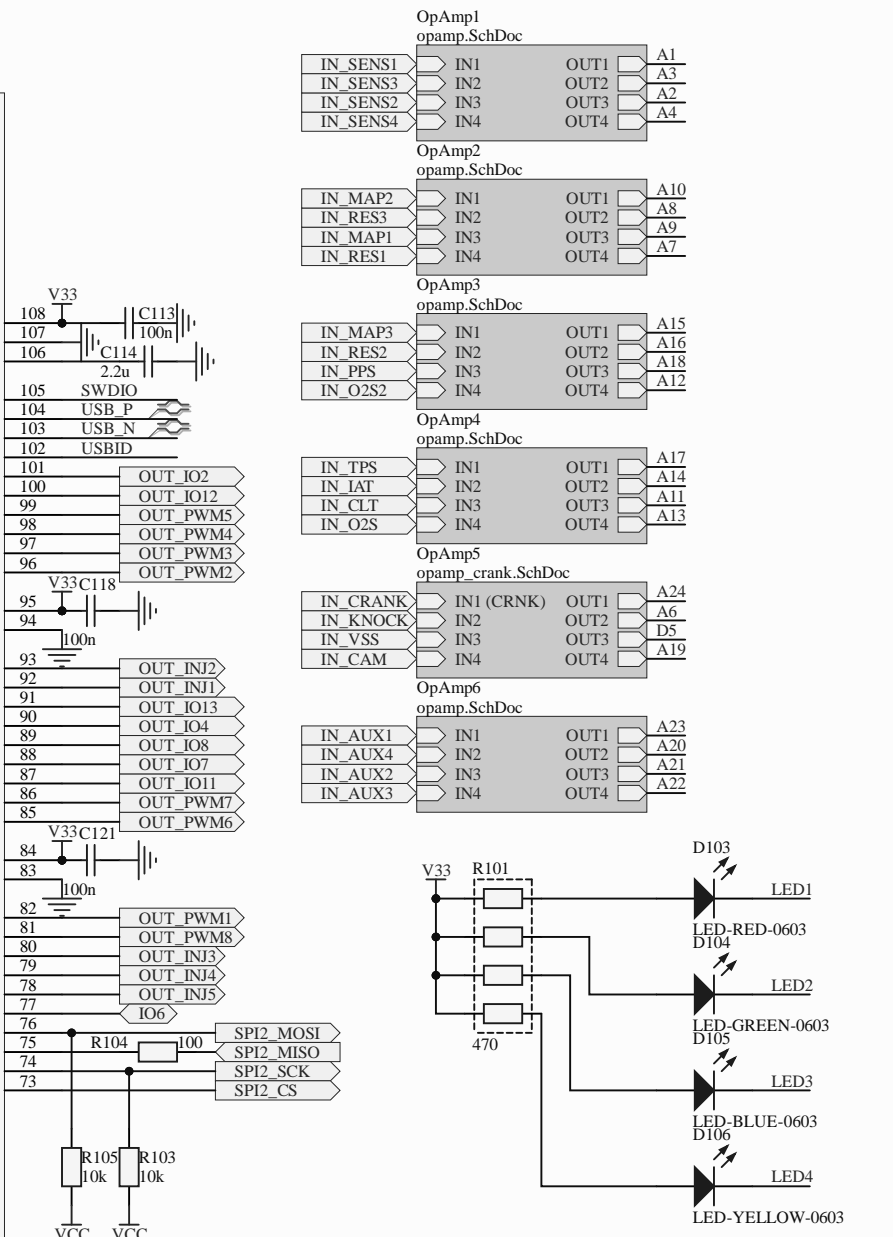 OpAmp1
opamp.SchDoc
IN_SENS1 IN1 OUT1 A1
IN_SENS3 IN2 OUT2 A3
IN_SENS2 IN3 OUT3 A2
IN_SENS4 IN4 OUT4 A4
OpAmp2
opamp.SchDoc
IN_MAP2 IN1 OUT1 A10
IN_RES3 IN2 OUT2 A8
IN_MAP1 IN3 OUT3 A9
IN_RES1 IN4 OUT4 A7
OpAmp3
opamp.SchDoc
IN_MAP3 IN1 OUT1 A15
IN_RES2 IN2 OUT2 A16
IN_PPS IN3 OUT3 A18
IN_O2S2 IN4 OUT4 A12
OpAmp4
opamp.SchDoc
IN_TPS IN1 OUT1 A17
IN_IAT IN2 OUT2 A14
IN_CLT IN3 OUT3 A11
IN_O2S IN4 OUT4 A13
OpAmp5
opamp_crank.SchDoc
IN_CRANK IN1 (CRNK) OUT1 A24
IN_KNOCK IN2 OUT2 A6
IN_VSS IN3 OUT3 D5
IN_CAM IN4 OUT4 A19
OpAmp6
opamp.SchDoc
IN_AUX1 IN1 OUT1 A23
IN_AUX4 IN2 OUT2 A20
IN_AUX2 IN3 OUT3 A21
IN_AUX3 IN4 OUT4 A22
V33
108 C113
107 100n
106 C114
2.2u
105 SWDIO
104 USB_P
103 USB_N
102 USBID
101 OUT_IO2
100 OUT_IO12
99 OUT_PWM5
98 OUT_PWM4
97 OUT_PWM3
96 OUT_PWM2
V33 C118
95
94
100n
93 OUT_INJ2
92 OUT_INJ1
91 OUT_IO13
90 OUT_IO4
89 OUT_IO8
88 OUT_IO7
87 OUT_IO11
86 OUT_PWM7
85 OUT_PWM6
V33 C121
84
83
100n
82 OUT_PWM1
81 OUT_PWM8
80 OUT_INJ3
79 OUT_INJ4
78 OUT_INJ5
77 IO6
76 SPI2_MOSI
75 R104 100 SPI2_MISO
74 SPI2_SCK
73 SPI2_CS
R105 R103
10k 10k
VCC VCC
V33 R101
470
D103
LED1
LED-RED-0603
D104
LED2
LED-GREEN-0603
D105
LED3
LED-BLUE-0603
D106
LED4
LED-YELLOW-0603